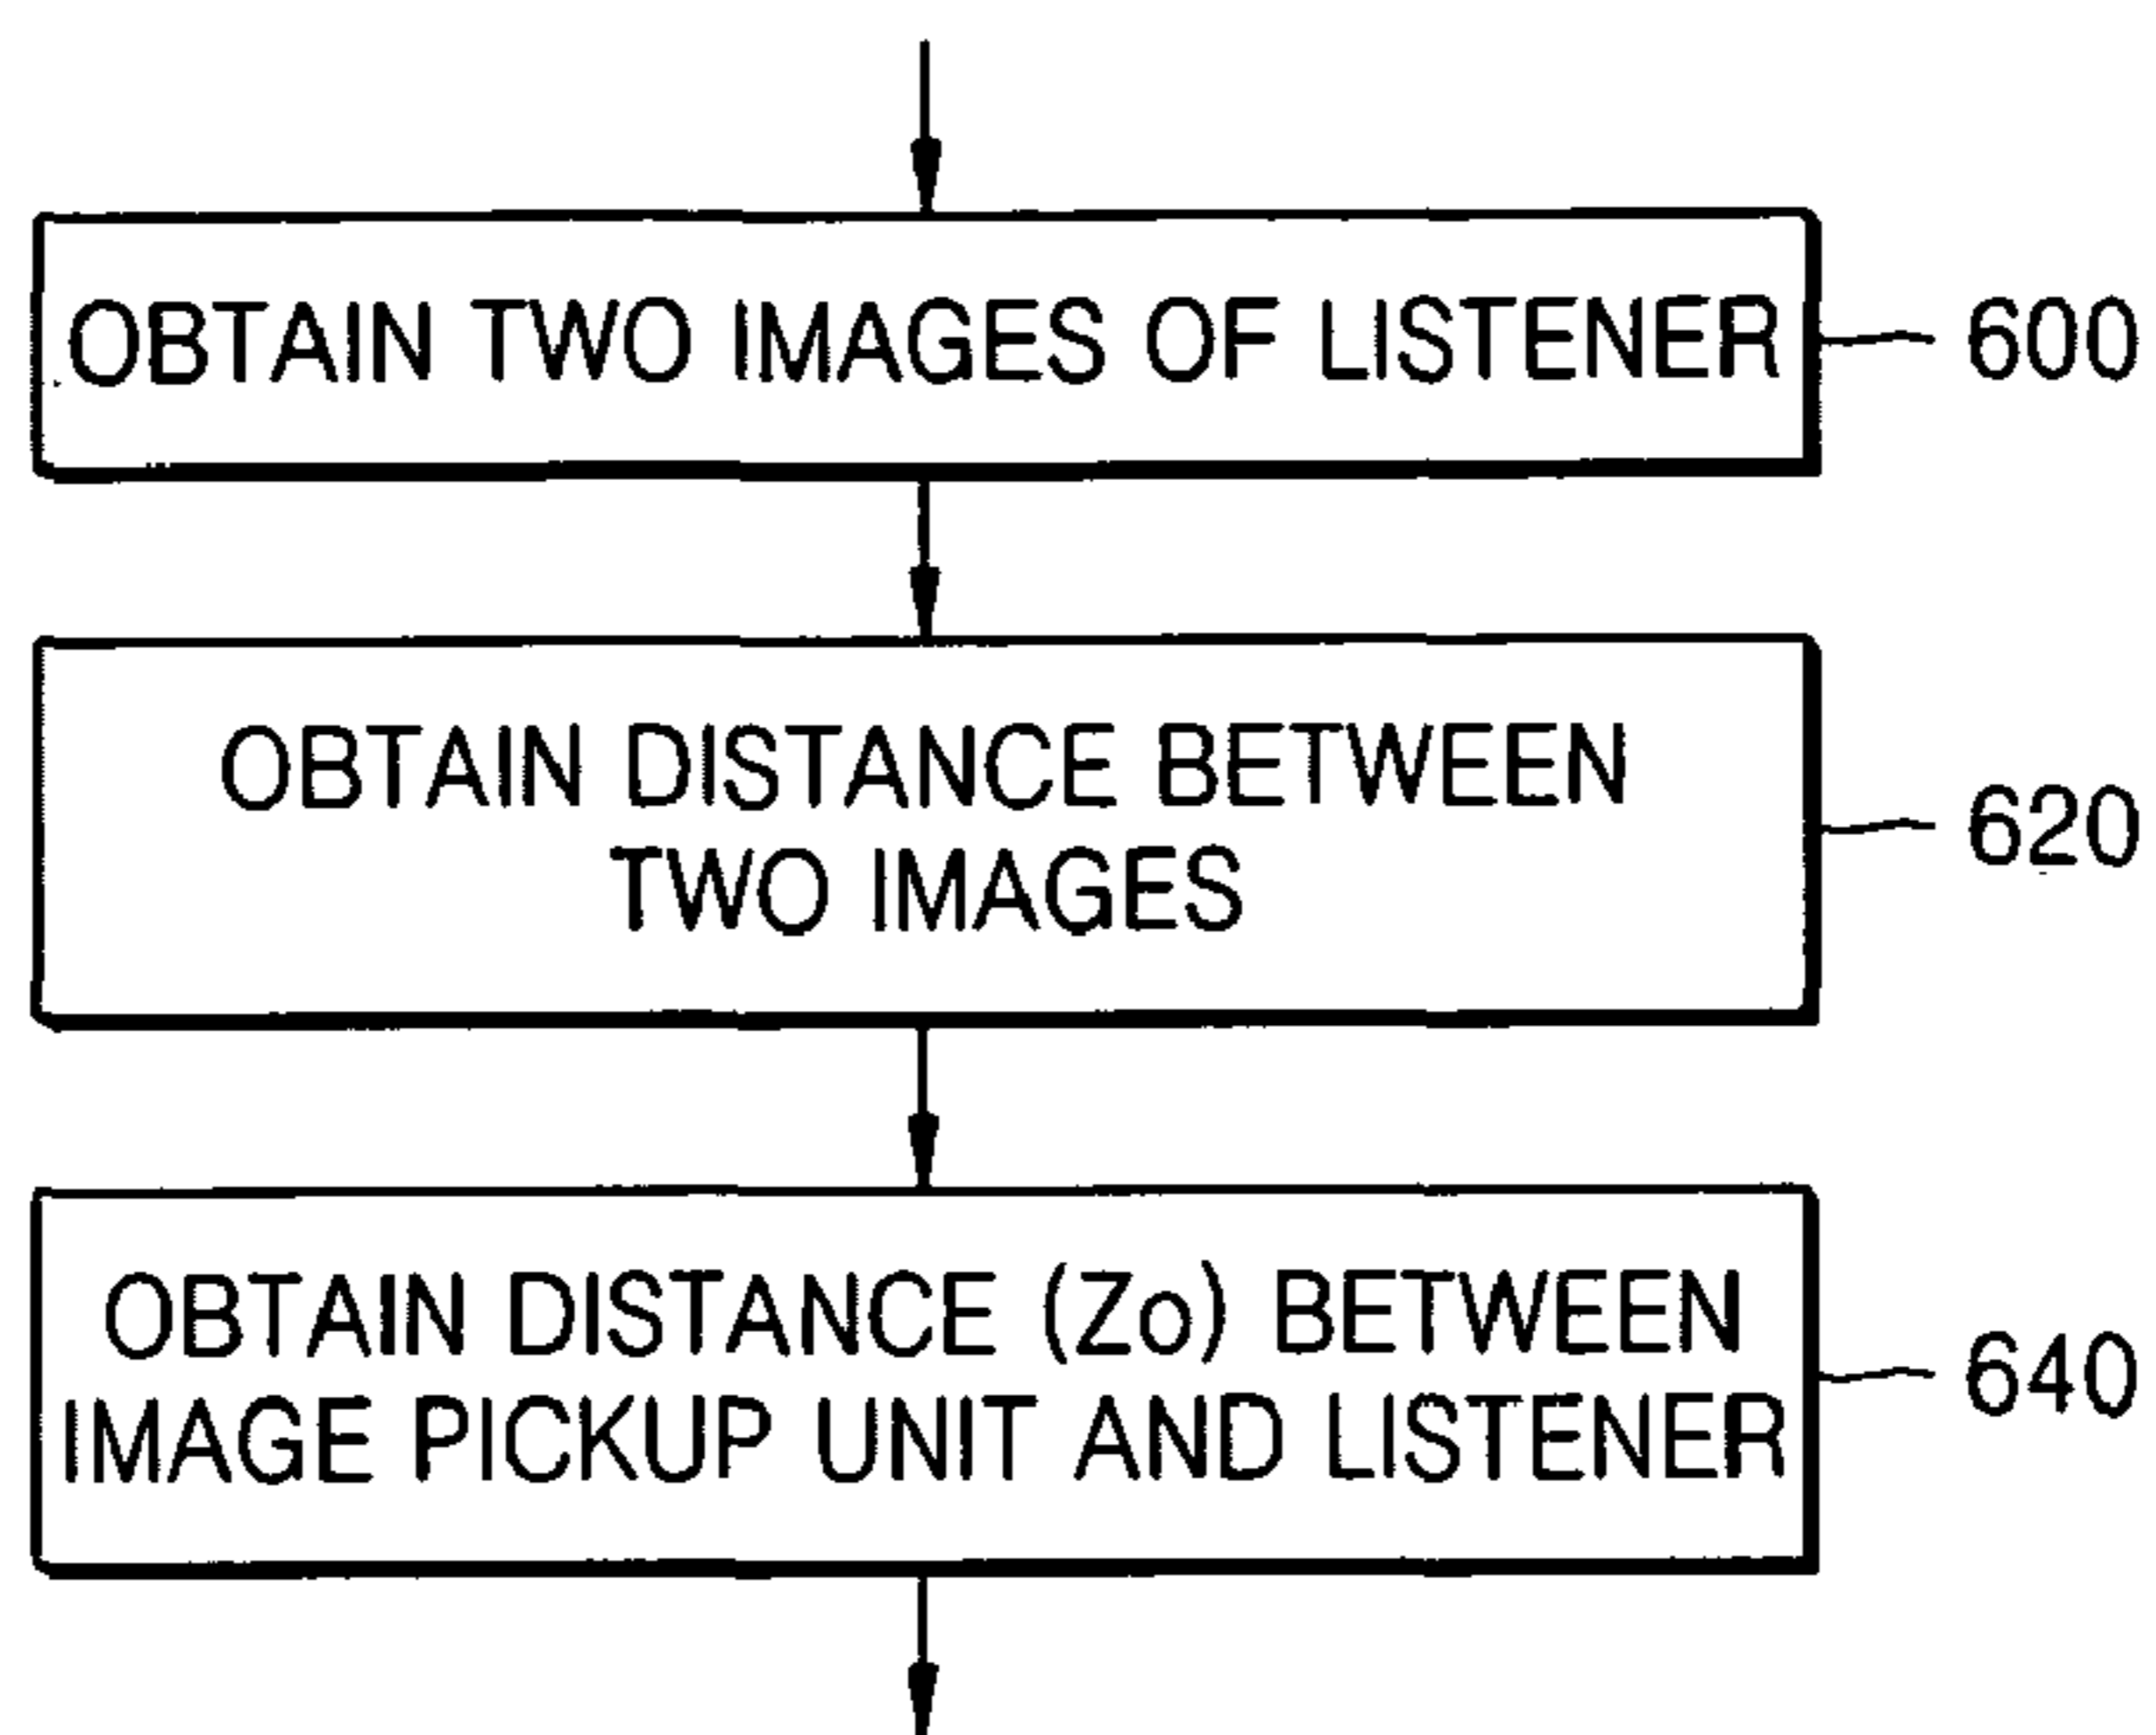 OBTAIN TWO IMAGES OF LISTENER
600
OBTAIN DISTANCE BETWEEN
TWO IMAGES
620
OBTAIN DISTANCE (Zo) BETWEEN
IMAGE PICKUP UNIT AND LISTENER
640